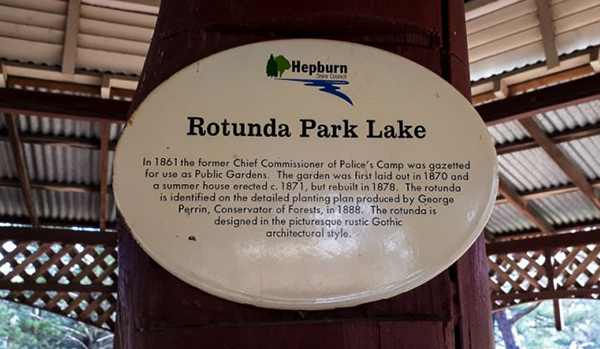 Hepburn
Shire Council
Rotunda Park Lake
In 1861 the former Chief Commissioner of Police's Camp was gazetted
for use as Public Gardens. The garden was first laid out in 1870 and
a summer house erected c. 1871, but rebuilt in 1878. The rotunda
is identified on the detailed planting plan produced by George
Perrin, Conservator of Forests, in 1888. The rotunda is
designed in the picturesque rustic Gothic
architectural style.